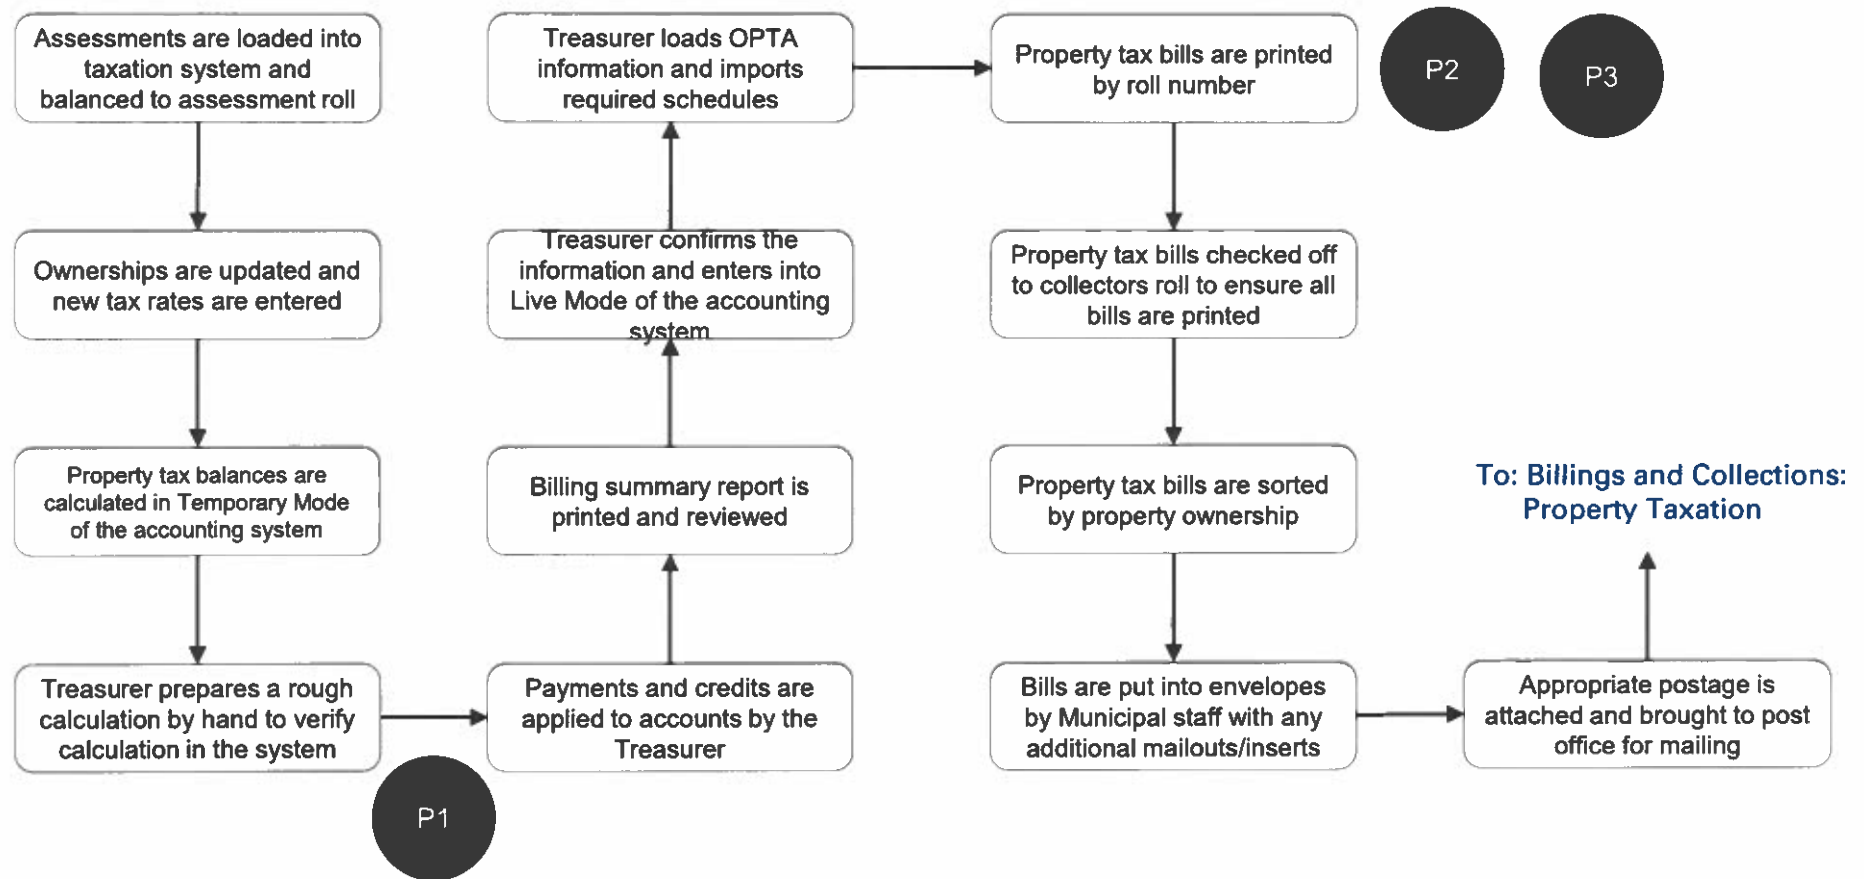 Assessments are loaded into
taxation system and
balanced to assessment roll
Ownerships are updated and
new tax rates are entered
Property tax balances are
calculated in Temporary Mode
of the accounting system
Treasurer prepares a rough
calculation by hand to verify
calculation in the system
P1
Payments and credits are
applied to accounts by the
Treasurer
Billing summary report is
printed and reviewed
Treasurer confirms the
information and enters into
Live Mode of the accounting
system
Treasurer loads OPTA
information and imports
required schedules
Property tax bills are printed
by roll number
P2
P3
Property tax bills checked off
to collectors roll to ensure all
bills are printed
Property tax bills are sorted
by property ownership
Bills are put into envelopes
by Municipal staff with any
additional mailouts/inserts
Appropriate postage is
attached and brought to post
office for mailing
To: Billings and Collections:
Property Taxation